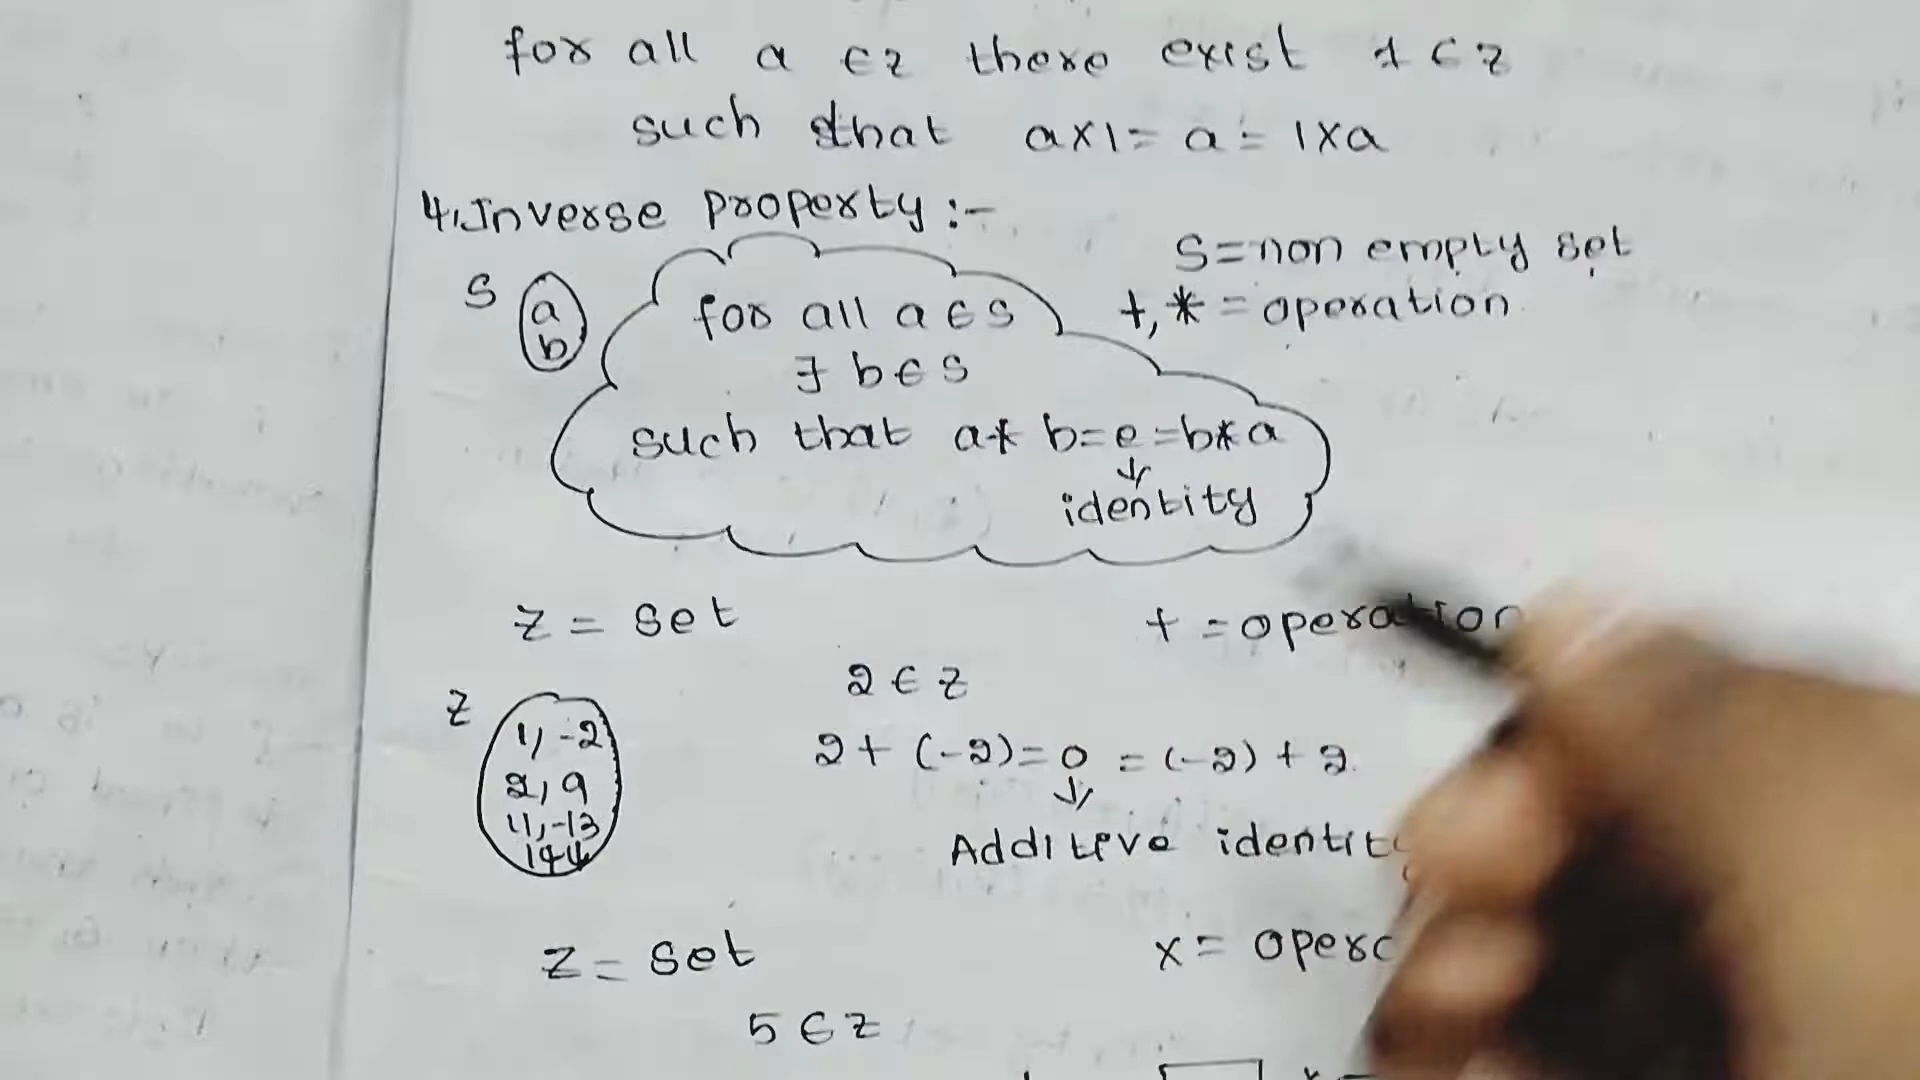 for all a ∈ z there exist 1 ∈ z
such that a×1= a = 1×a
4. Inverse property :-
S=non empty set
+, * = operation
S a b
for all a ∈ S
∃ b ∈ S
such that a * b=e=b*a
↓
identity
z = set
+ = operation
2 ∈ z
z
1, -2
2, 9
11, -13
144
2+ (-2)= 0 = (-2) + 2
↓
Additive identity
z = set
x =
5 ∈ z